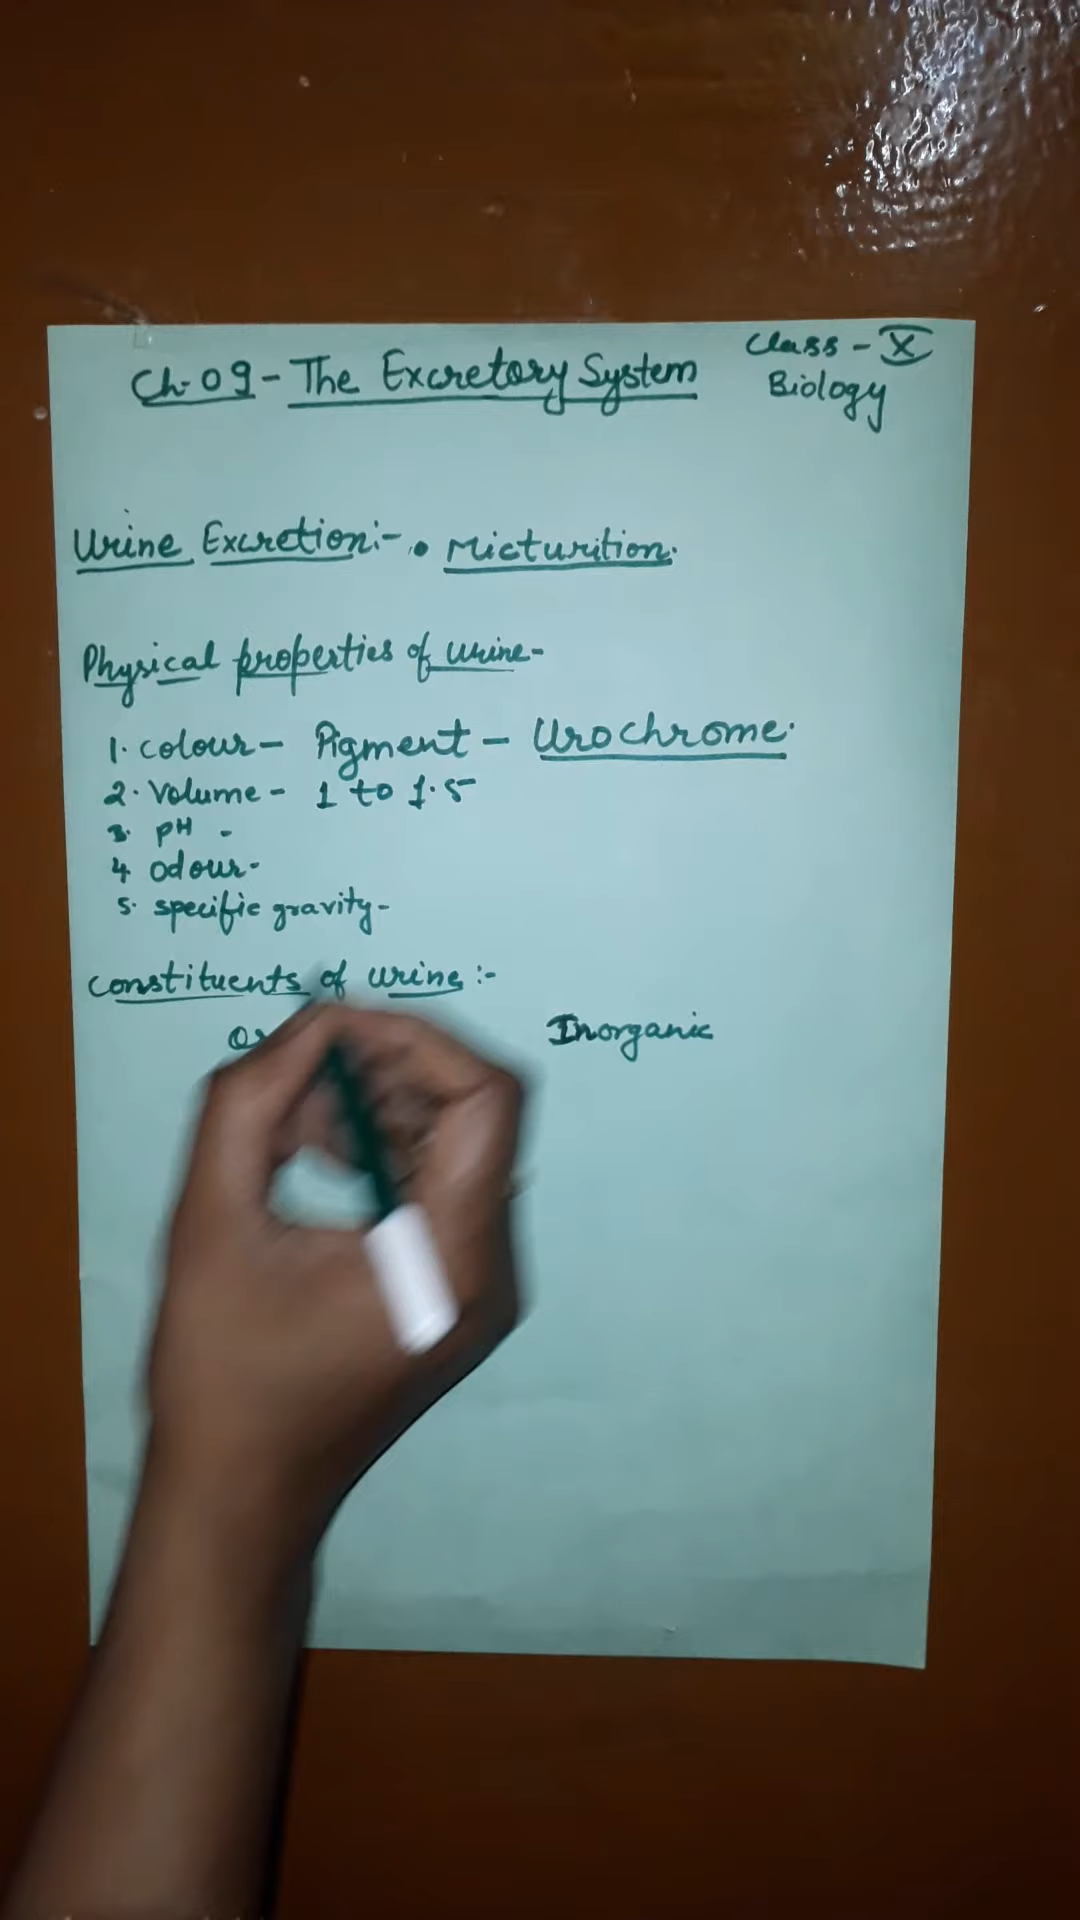 Ch-09 - The Excretory System
Class - X
Biology
Urine Excretion:- . Micturition.
Physical properties of urine-
1. colour - Pigment - Urochrome.
2. Volume - 1 to 1.5
3. pH -
4 odour-
5. specific gravity-
constituents of urine :-
Inorganic